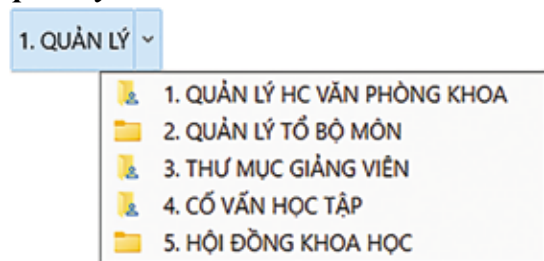 1. QUẢN LÝ
1. QUẢN LÝ HC VĂN PHÒNG KHOA
2. QUẢN LÝ TỔ BỘ MÔN
3. THƯ MỤC GIẢNG VIÊN
4. CỐ VẤN HỌC TẬP
5. HỘI ĐỒNG KHOA HỌC